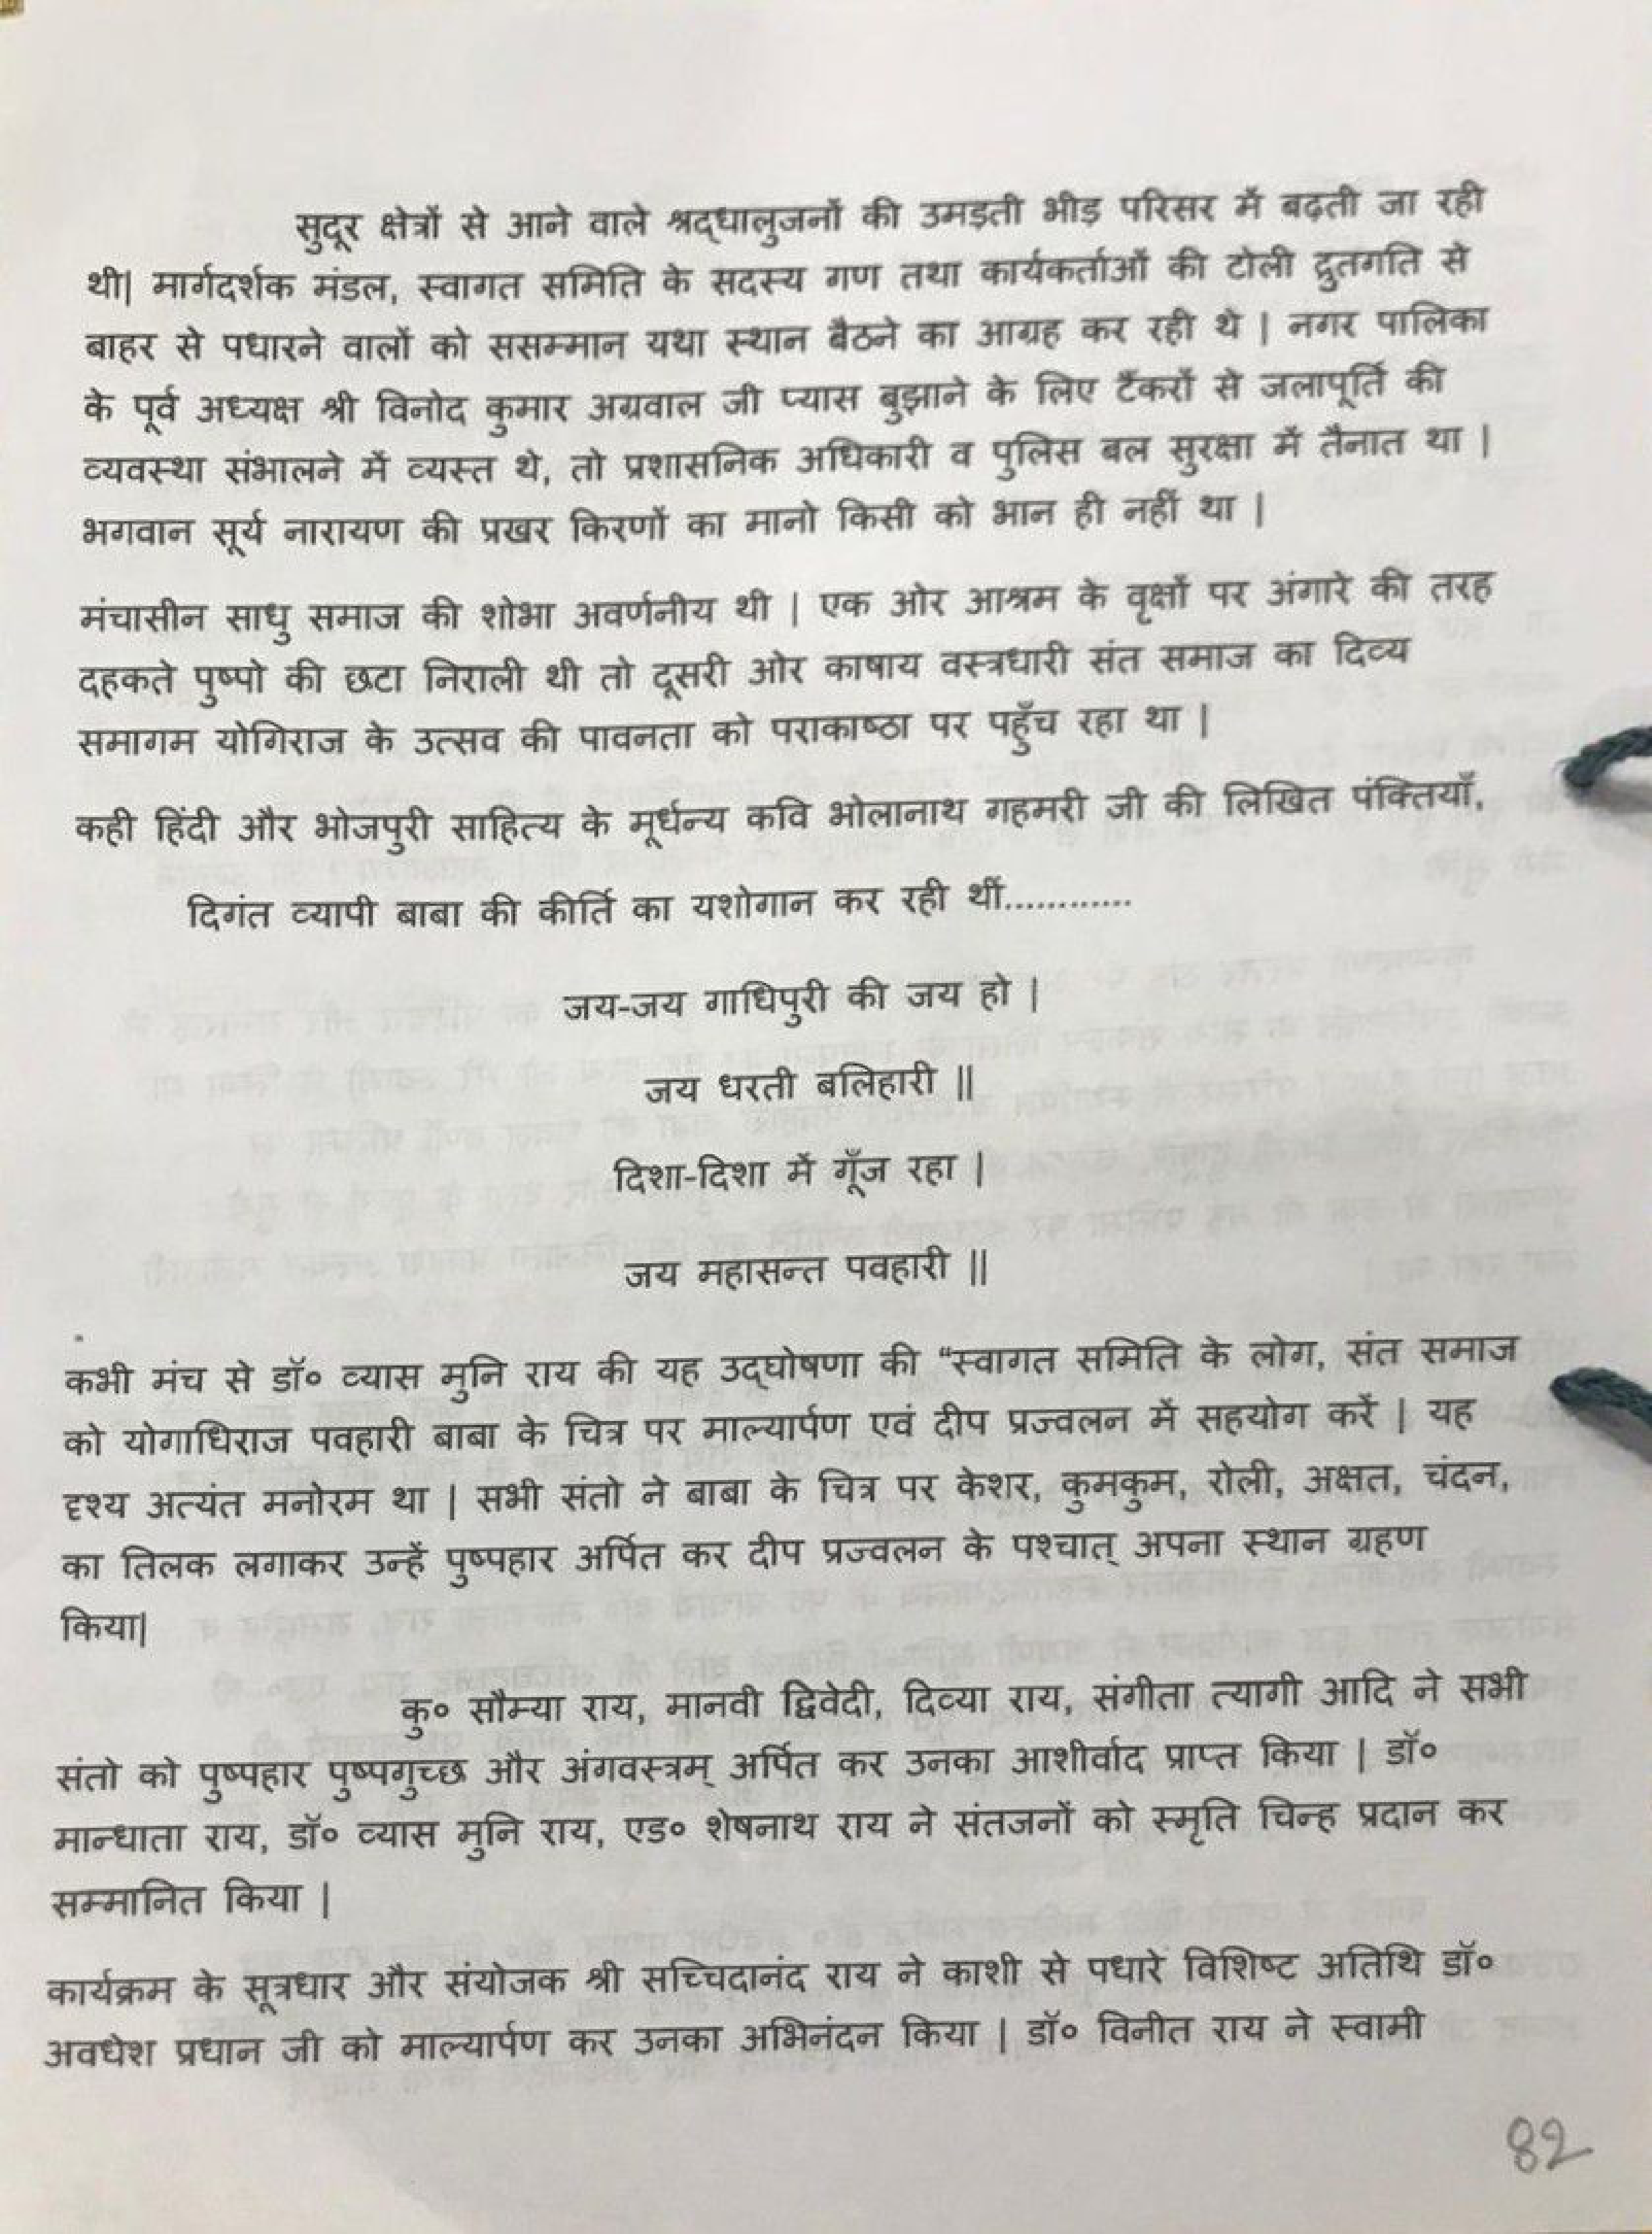 सुदूर क्षेत्रों से आने वाले श्रद्धालुजनों की उमड़ती भीड़ परिसर में बढ़ती जा रही
थी| मार्गदर्शक मंडल, स्वागत समिति के सदस्य गण तथा कार्यकर्ताओं की टोली द्रुतगति से
बाहर से पधारने वालों को ससम्मान यथा स्थान बैठने का आग्रह कर रही थे | नगर पालिका
के पूर्व अध्यक्ष श्री विनोद कुमार अग्रवाल जी प्यास बुझाने के लिए टैंकरों से जलापूर्ति की
व्यवस्था संभालने में व्यस्त थे, तो प्रशासनिक अधिकारी व पुलिस बल सुरक्षा में तैनात था |
भगवान सूर्य नारायण की प्रखर किरणों का मानो किसी को भान ही नहीं था |
मंचासीन साधु समाज की शोभा अवर्णनीय थी | एक ओर आश्रम के वृक्षों पर अंगारे की तरह
दहकते पुष्पो की छटा निराली थी तो दूसरी ओर काषाय वस्त्रधारी संत समाज का दिव्य
समागम योगिराज के उत्सव की पावनता को पराकाष्ठा पर पहुँच रहा था |
कही हिंदी और भोजपुरी साहित्य के मूर्धन्य कवि भोलानाथ गहमरी जी की लिखित पंक्तियाँ,
दिगंत व्यापी बाबा की कीर्ति का यशोगान कर रही थीं............
जय-जय गाधिपुरी की जय हो |
जय धरती बलिहारी ||
दिशा-दिशा में गूँज रहा |
जय महासन्त पवहारी ||
कभी मंच से डॉ० व्यास मुनि राय की यह उद्घोषणा की "स्वागत समिति के लोग, संत समाज
को योगाधिराज पवहारी बाबा के चित्र पर माल्यार्पण एवं दीप प्रज्वलन में सहयोग करें | यह
दृश्य अत्यंत मनोरम था | सभी संतो ने बाबा के चित्र पर केशर, कुमकुम, रोली, अक्षत, चंदन,
का तिलक लगाकर उन्हें पुष्पहार अर्पित कर दीप प्रज्वलन के पश्चात् अपना स्थान ग्रहण
किया|
कु० सौम्या राय, मानवी द्विवेदी, दिव्या राय, संगीता त्यागी आदि ने सभी
संतो को पुष्पहार पुष्पगुच्छ और अंगवस्त्रम् अर्पित कर उनका आशीर्वाद प्राप्त किया | डॉ०
मान्धाता राय, डॉ० व्यास मुनि राय, एड० शेषनाथ राय ने संतजनों को स्मृति चिन्ह प्रदान कर
सम्मानित किया |
कार्यक्रम के सूत्रधार और संयोजक श्री सच्चिदानंद राय ने काशी से पधारे विशिष्ट अतिथि डॉ०
अवधेश प्रधान जी को माल्यार्पण कर उनका अभिनंदन किया | डॉ० विनीत राय ने स्वामी
82